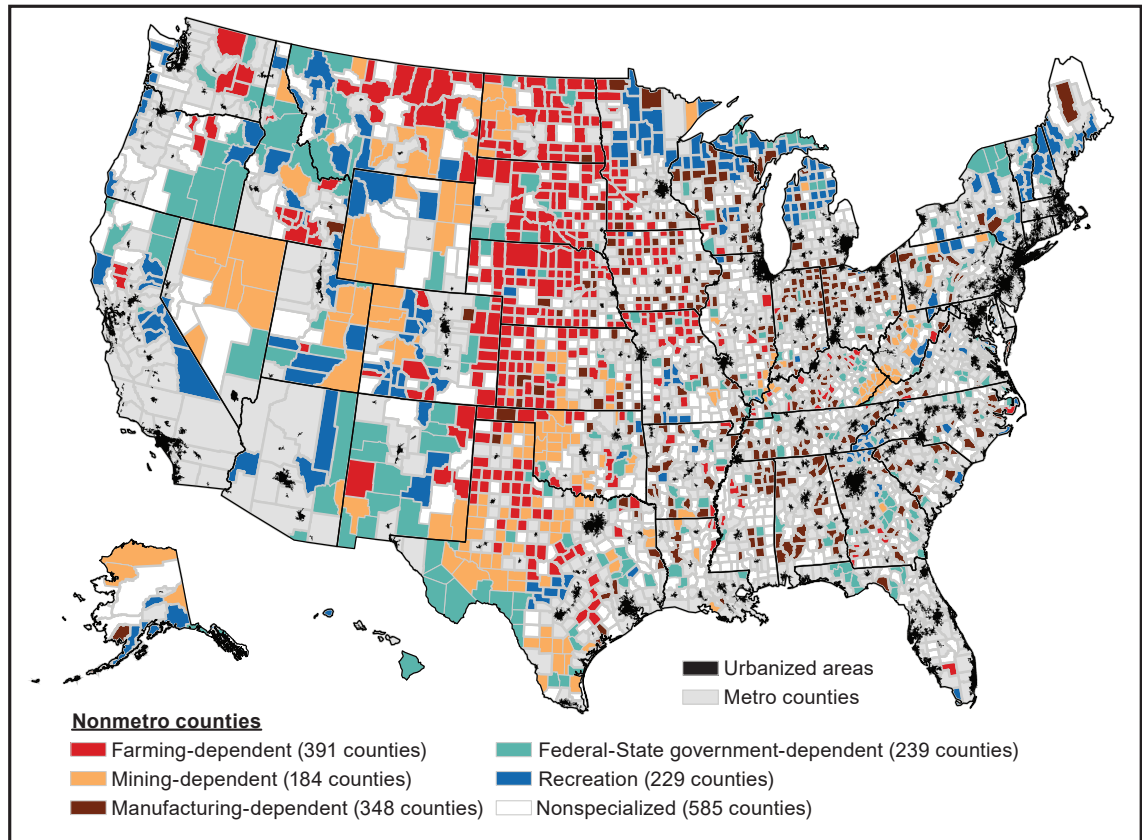 Urbanized areas
Metro counties
Nonmetro counties
Farming-dependent (391 counties)
Federal-State government-dependent (239 counties)
Mining-dependent (184 counties)
Recreation (229 counties)
Manufacturing-dependent (348 counties)
Nonspecialized (585 counties)